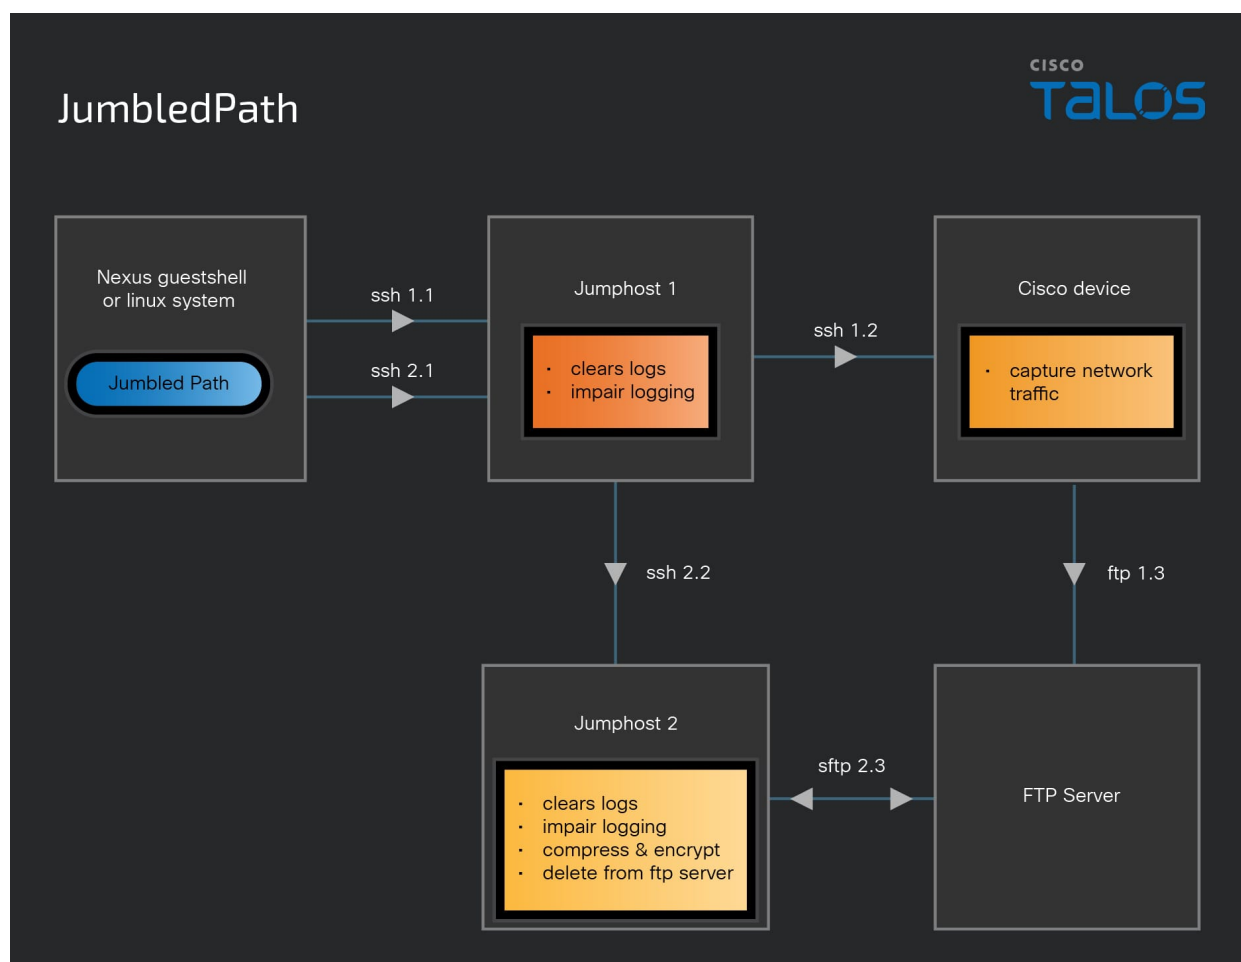 CISCO
TALOS
JumbledPath
Nexus guestshell
or linux system
Jumbled Path
ssh 1.1
ssh 2.1
Jumphost 1
· clears logs
· impair logging
ssh 1.2
Cisco device
· capture network
traffic
ssh 2.2
ftp 1.3
Jumphost 2
· clears logs
· impair logging
· compress & encrypt
· delete from ftp server
sftp 2.3
FTP Server